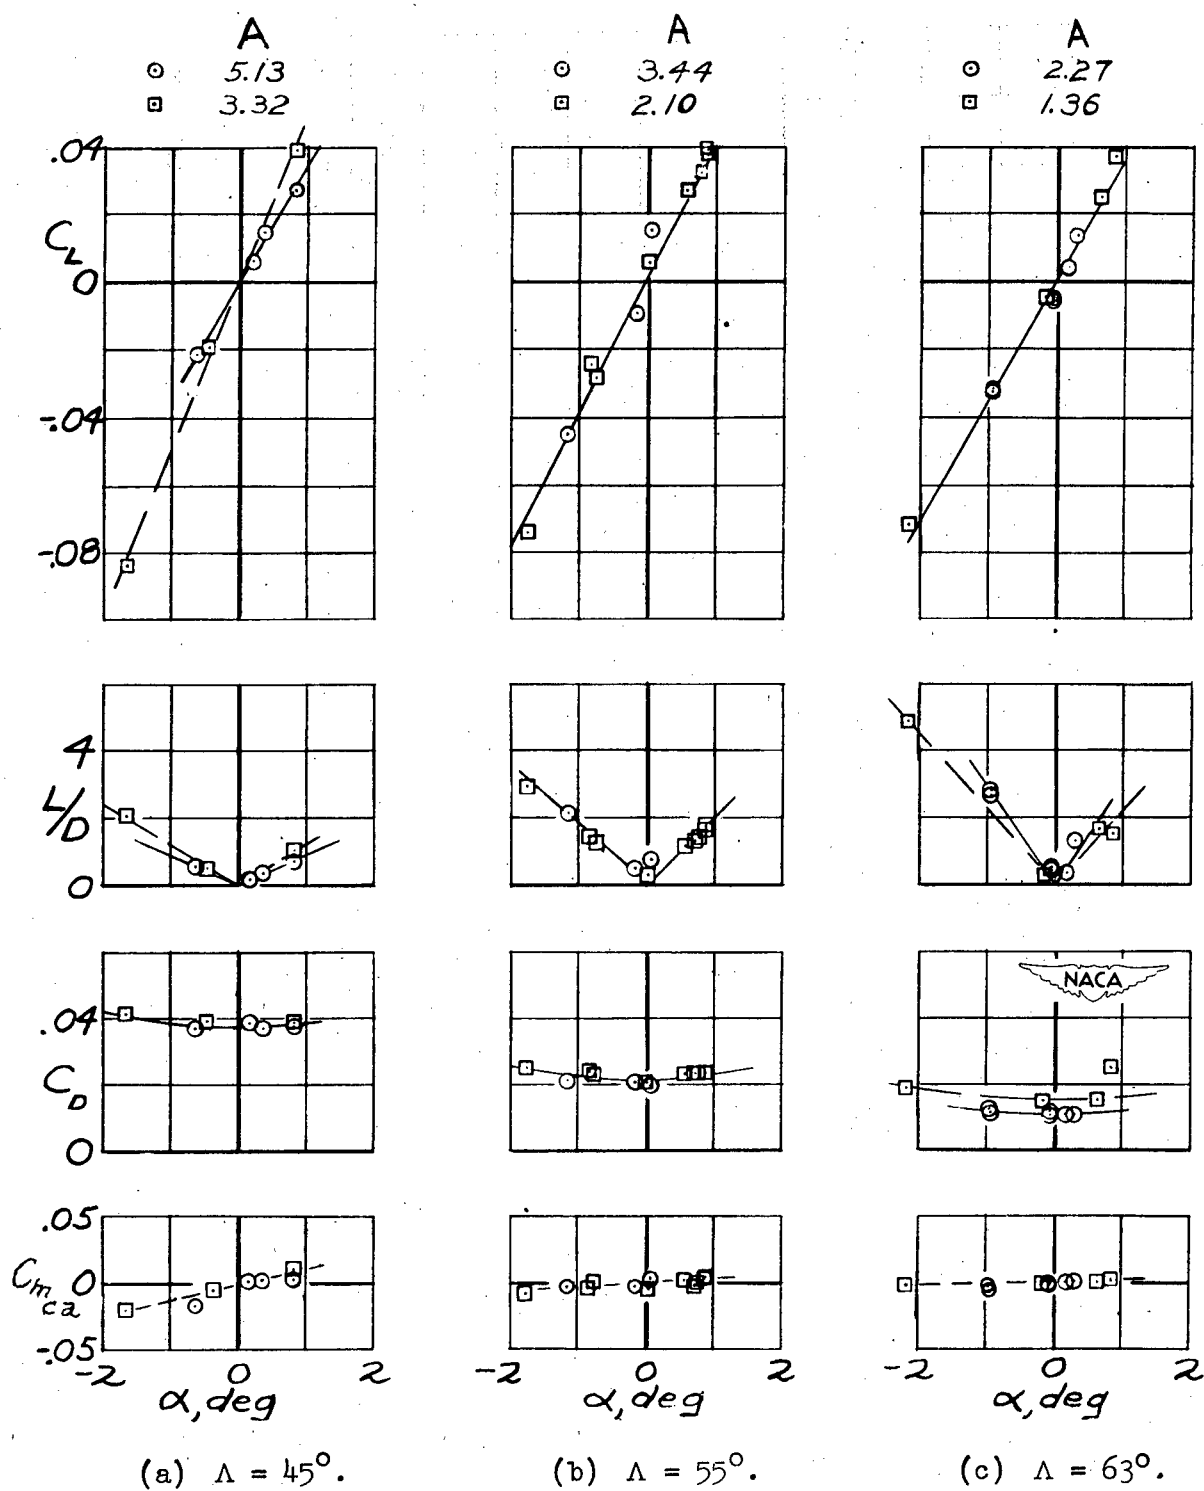 A A A
5.13 3.44 2.27
3.32 2.10 1.36
.04
C_L
0
-.04
-.08
4
L/D
0
NACA
.04
C_D
0
.05
C_m_ca 0
-.05
-2 0 2 -2 0 2 -2 0 2
α, deg α, deg α, deg
(a) Λ = 45°. (b) Λ = 55°. (c) Λ = 63°.